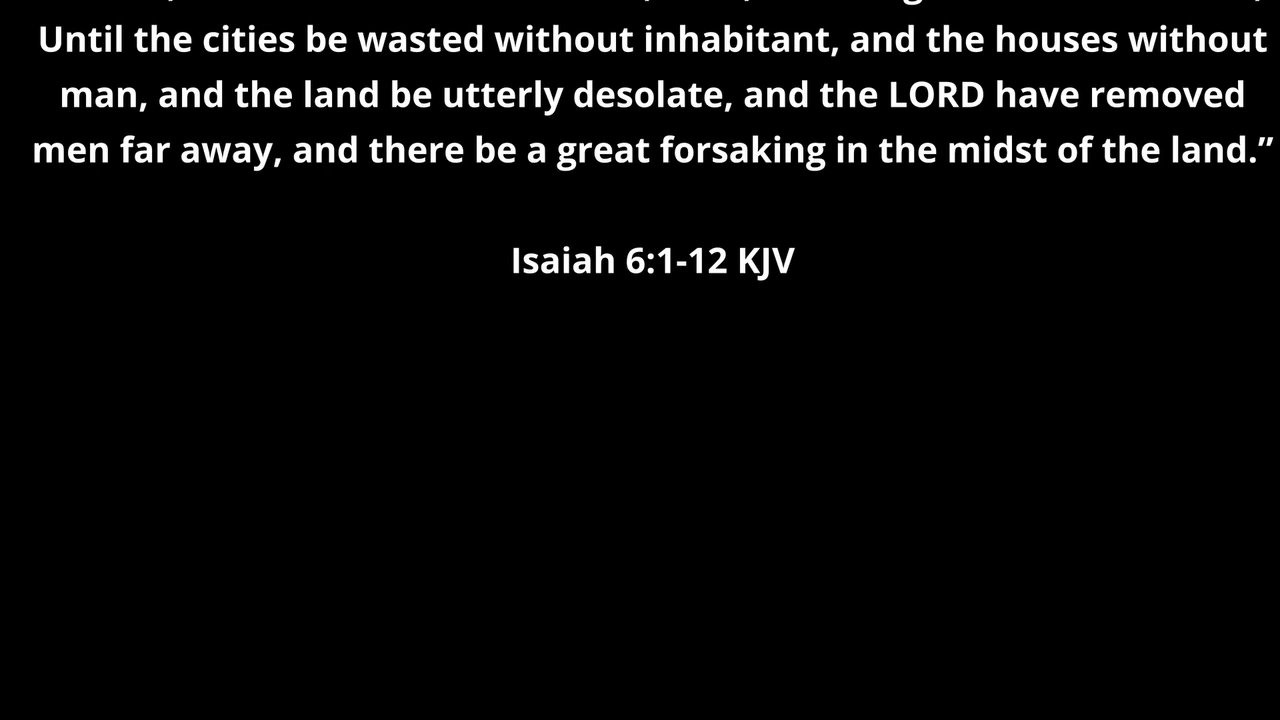 Until the cities be wasted without inhabitant, and the houses without
man, and the land be utterly desolate, and the LORD have removed
men far away, and there be a great forsaking in the midst of the land.”
Isaiah 6:1-12 KJV